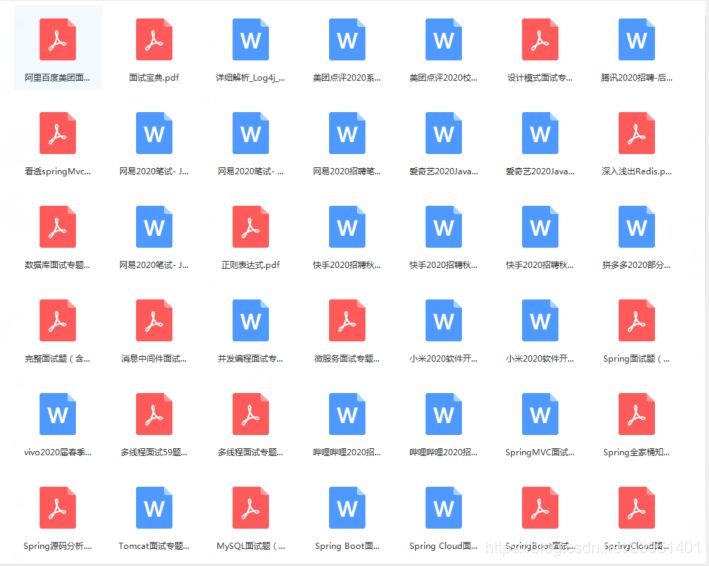 阿里百度美团面...
面试宝典.pdf
详细解析_Log4j_...
美团点评2020系...
美团点评2020校...
设计模式面试专...
腾讯2020招聘-后...
看透springMvc...
网易2020笔试- J...
网易2020笔试- ...
网易2020招聘笔...
爱奇艺2020Java...
爱奇艺2020Java...
深入浅出Redis.p...
数据库面试专题...
网易2020笔试- J...
正则表达式.pdf
快手2020招聘秋...
快手2020招聘秋...
快手2020招聘秋...
拼多多2020部分...
完整面试题（含...
消息中间件面试...
并发编程面试专...
微服务面试专题...
小米2020软件开...
小米2020软件开...
Spring面试题（...
vivo2020届春季...
多线程面试59题...
多线程面试专题...
哔哩哔哩2020招...
哔哩哔哩2020招...
SpringMVC面试...
Spring全家桶知...
Spring源码分析....
Tomcat面试专题...
MySQL面试题（...
Spring Boot面...
Spring Cloud面...
SpringBoot面试...
SpringCloud面...